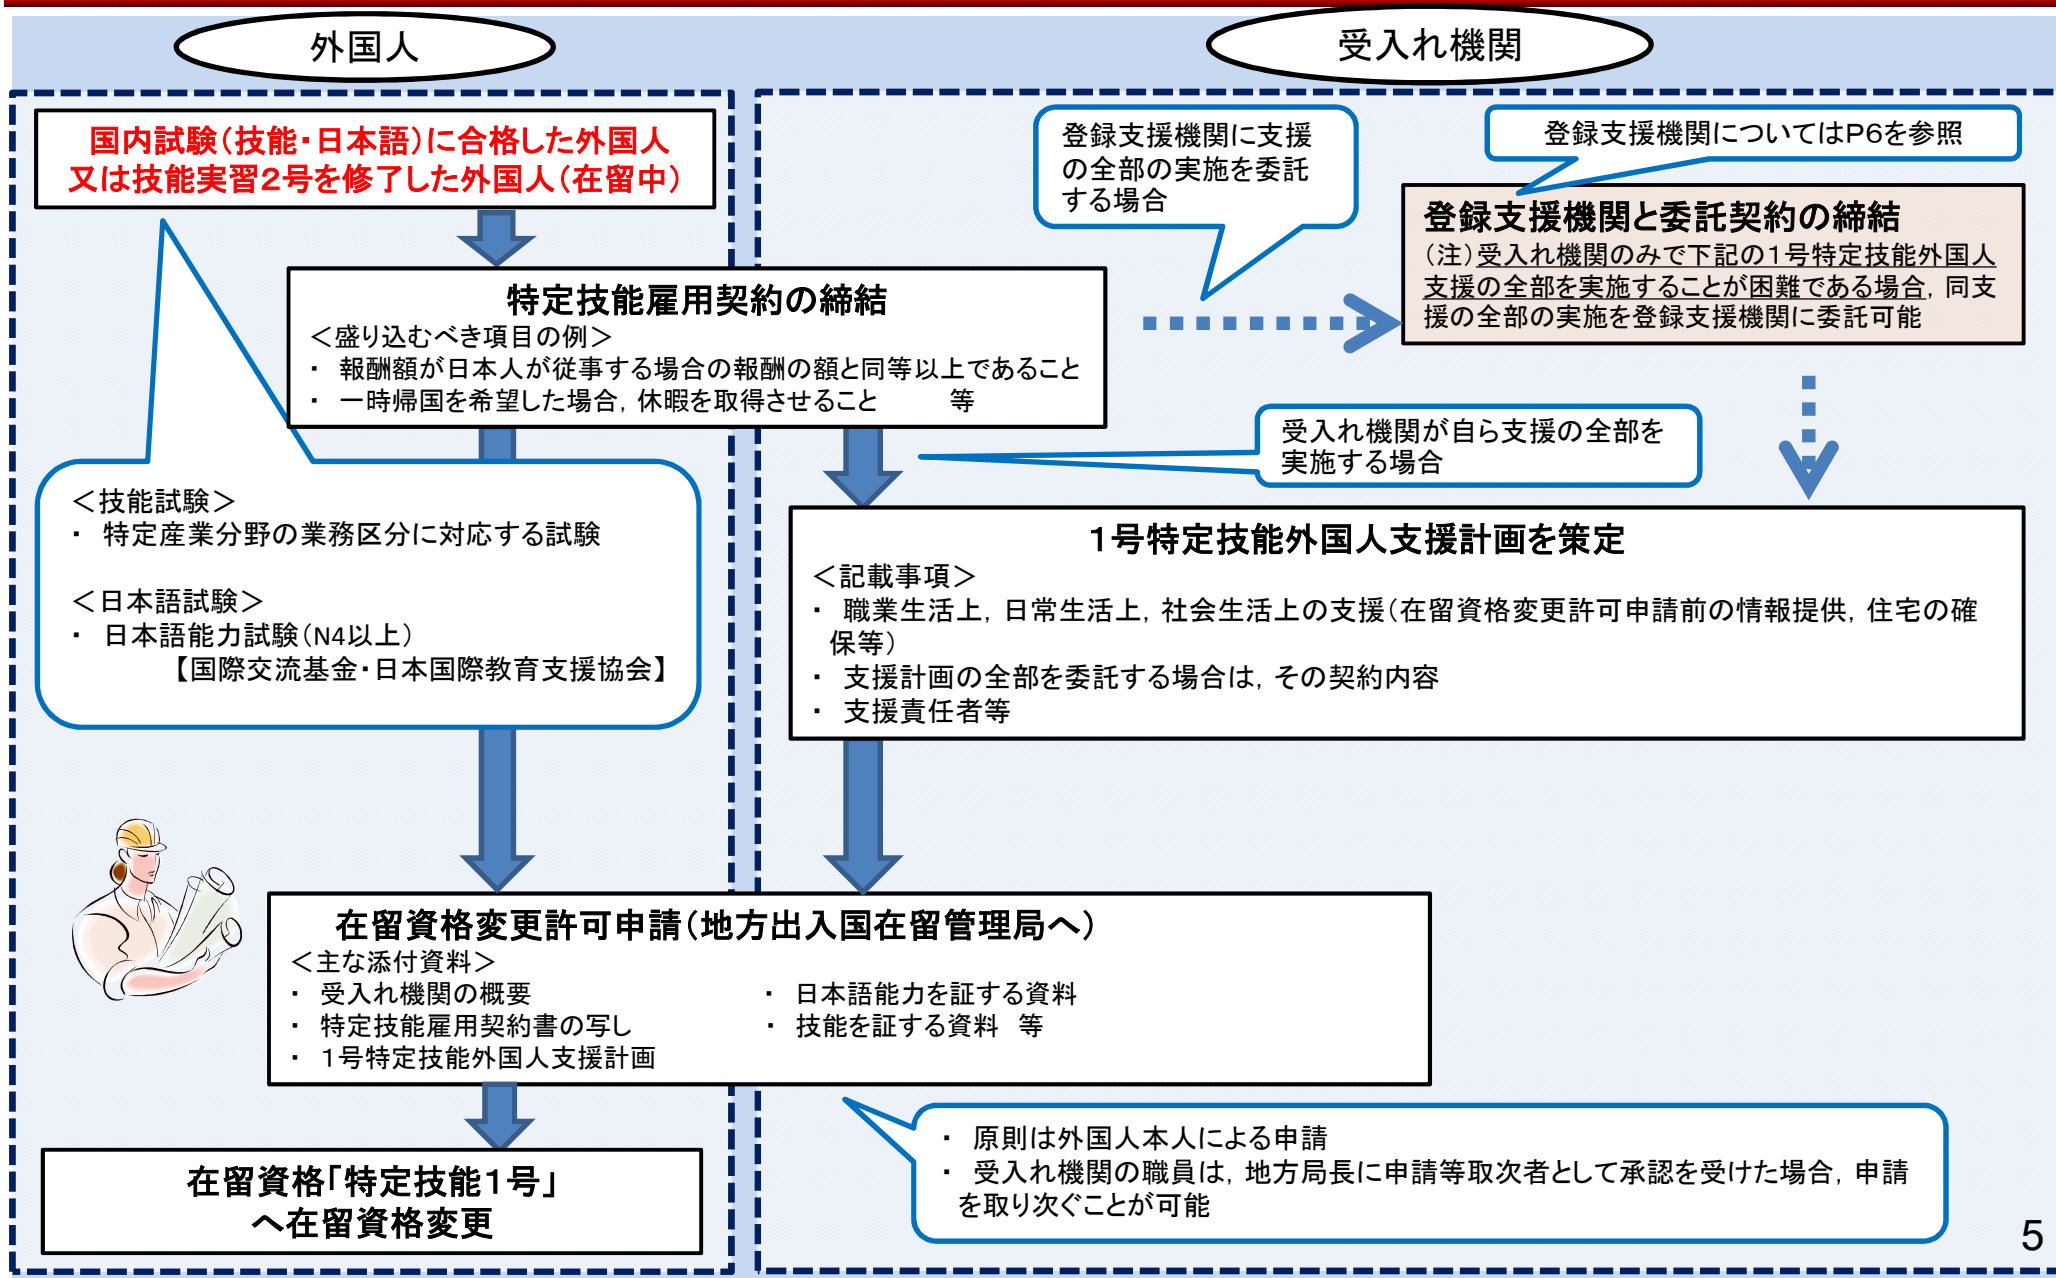 外国人
受入れ機関
国内試験(技能・日本語)に合格した外国人
又は技能実習2号を修了した外国人(在留中)
登録支援機関に支援
の全部の実施を委託
する場合
登録支援機関についてはP6を参照
登録支援機関と委託契約の締結
(注)受入れ機関のみで下記の1号特定技能外国人
支援の全部を実施することが困難である場合,同支
援の全部の実施を登録支援機関に委託可能
特定技能雇用契約の締結
<盛り込むべき項目の例>
・ 報酬額が日本人が従事する場合の報酬の額と同等以上であること
・ 一時帰国を希望した場合,休暇を取得させること 等
受入れ機関が自ら支援の全部を
実施する場合
<技能試験>
・ 特定産業分野の業務区分に対応する試験
<日本語試験>
・ 日本語能力試験(N4以上)
【国際交流基金・日本国際教育支援協会】
1号特定技能外国人支援計画を策定
<記載事項>
・ 職業生活上,日常生活上,社会生活上の支援(在留資格変更許可申請前の情報提供,住宅の確
保等)
・ 支援計画の全部を委託する場合は,その契約内容
・ 支援責任者等
在留資格変更許可申請(地方出入国在留管理局へ)
<主な添付資料>
・ 受入れ機関の概要
・ 特定技能雇用契約書の写し
・ 1号特定技能外国人支援計画
・ 日本語能力を証する資料
・ 技能を証する資料 等
・ 原則は外国人本人による申請
・ 受入れ機関の職員は,地方局長に申請等取次者として承認を受けた場合,申請
を取り次ぐことが可能
在留資格「特定技能1号」
へ在留資格変更
5